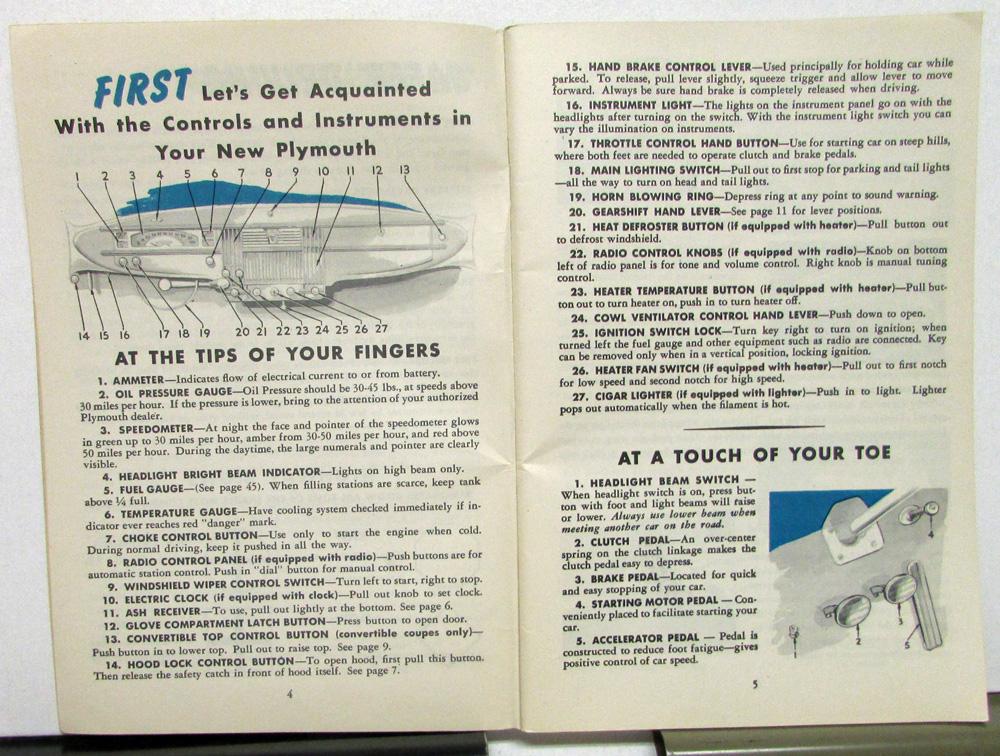 FIRST Let's Get Acquainted
With the Controls and Instruments in
Your New Plymouth
1 2 3 4 5 6 7 8 9 10 11 12 13
14 15 16 17 18 19 20 21 22 23 24 25 26 27
AT THE TIPS OF YOUR FINGERS
1. AMMETER—Indicates flow of electrical current to or from battery.
2. OIL PRESSURE GAUGE—Oil Pressure should be 30-45 lbs., at speeds above
30 miles per hour. If the pressure is lower, bring to the attention of your authorized
Plymouth dealer.
3. SPEEDOMETER—At night the face and pointer of the speedometer glows
in green up to 30 miles per hour, amber from 30-50 miles per hour, and red above
50 miles per hour. During the daytime, the large numerals and pointer are clearly
visible.
4. HEADLIGHT BRIGHT BEAM INDICATOR—Lights on high beam only.
5. FUEL GAUGE—(See page 45). When filling stations are scarce, keep tank
above ¼ full.
6. TEMPERATURE GAUGE—Have cooling system checked immediately if in-
dicator ever reaches red "danger" mark.
7. CHOKE CONTROL BUTTON—Use only to start the engine when cold.
During normal driving, keep it pushed in all the way.
8. RADIO CONTROL PANEL (if equipped with radio)—Push buttons are for
automatic station control. Push in "dial" button for manual control.
9. WINDSHIELD WIPER CONTROL SWITCH—Turn left to start, right to stop.
10. ELECTRIC CLOCK (if equipped with clock)—Pull out knob to set clock.
11. ASH RECEIVER—To use, pull out lightly at the bottom. See page 6.
12. GLOVE COMPARTMENT LATCH BUTTON—Press button to open door.
13. CONVERTIBLE TOP CONTROL BUTTON (convertible coupes only)—
Push button in to lower top. Pull out to raise top. See page 9.
14. HOOD LOCK CONTROL BUTTON—To open hood, first pull this button.
Then release the safety catch in front of hood itself. See page 7.
4
15. HAND BRAKE CONTROL LEVER—Used principally for holding car while
parked. To release, pull lever slightly, squeeze trigger and allow lever to move
forward. Always be sure hand brake is completely released when driving.
16. INSTRUMENT LIGHT—The lights on the instrument panel go on with the
headlights after turning on the switch. With the instrument light switch you can
vary the illumination on instruments.
17. THROTTLE CONTROL HAND BUTTON—Use for starting car on steep hills,
where both feet are needed to operate clutch and brake pedals.
18. MAIN LIGHTING SWITCH—Pull out to first stop for parking and tail lights
—all the way to turn on head and tail lights.
19. HORN BLOWING RING—Depress ring at any point to sound warning.
20. GEARSHIFT HAND LEVER—See page 11 for lever positions.
21. HEAT DEFROSTER BUTTON (if equipped with heater)—Pull button out
to defrost windshield.
22. RADIO CONTROL KNOBS (if equipped with radio)—Knob on bottom
left of radio panel is for tone and volume control. Right knob is manual tuning
control.
23. HEATER TEMPERATURE BUTTON (if equipped with heater)—Pull but-
ton out to turn heater on, push in to turn heater off.
24. COWL VENTILATOR CONTROL HAND LEVER—Push down to open.
25. IGNITION SWITCH LOCK—Turn key right to turn on ignition; when
turned left the fuel gauge and other equipment such as radio are connected. Key
can be removed only when in a vertical position, locking ignition.
26. HEATER FAN SWITCH (if equipped with heater)—Pull out to first notch
for low speed and second notch for high speed.
27. CIGAR LIGHTER (if equipped with lighter)—Push in to light. Lighter
pops out automatically when the filament is hot.
AT A TOUCH OF YOUR TOE
1. HEADLIGHT BEAM SWITCH —
When headlight switch is on, press but-
ton with foot and light beams will raise
or lower. Always use lower beam when
meeting another car on the road.
2. CLUTCH PEDAL—An over-center
spring on the clutch linkage makes the
clutch pedal easy to depress.
3. BRAKE PEDAL—Located for quick
and easy stopping of your car.
4. STARTING MOTOR PEDAL — Con-
veniently placed to facilitate starting your
car.
5. ACCELERATOR PEDAL — Pedal is
constructed to reduce foot fatigue—gives
positive control of car speed.
4
3
2
5
1
5